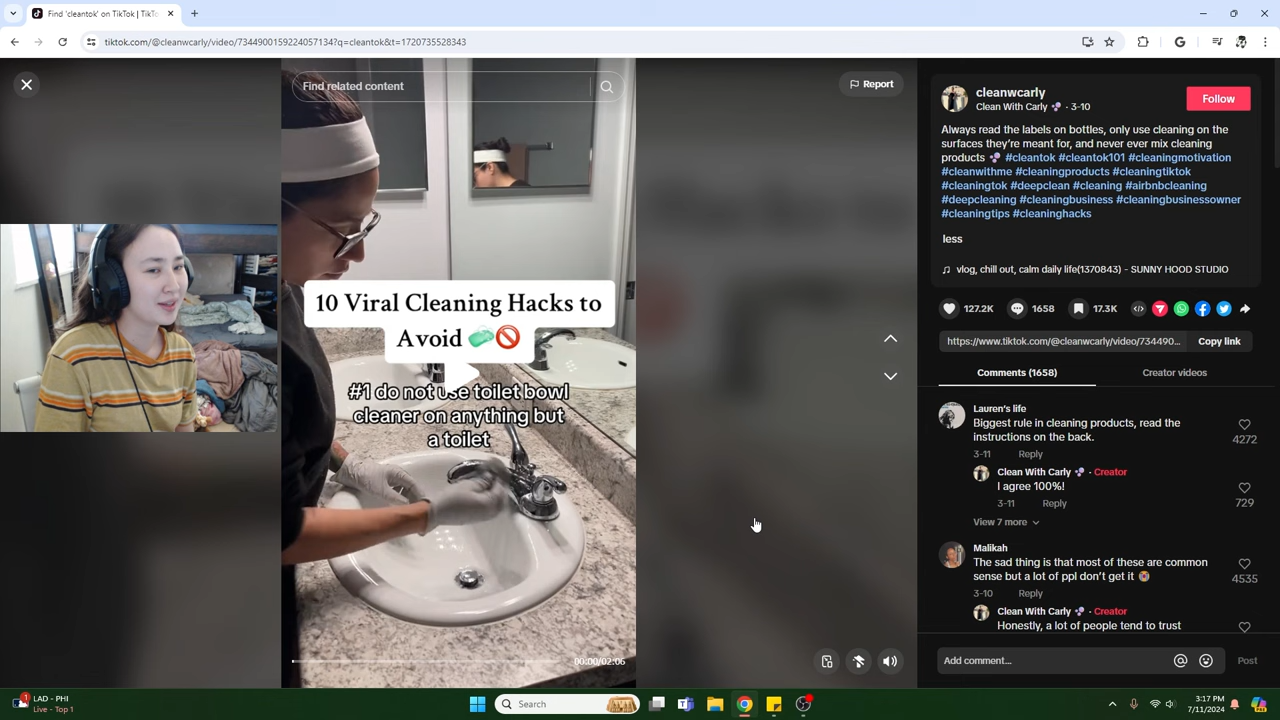 Find 'cleantok' on TikTok | TikTo
tiktok.com/@cleanwcarly/video/7344900159224057134?q=cleantok&t=1720735528343
Find related content
Report
10 Viral Cleaning Hacks to
Avoid 🧼🚫
#1 do not use toilet bowl
cleaner on anything but
a toilet
00:00/02:06
cleanwcarly
Clean With Carly 🫧 · 3-10
Follow
Always read the labels on bottles, only use cleaning on the
surfaces they're meant for, and never ever mix cleaning
products 🫧 #cleantok #cleantok101 #cleaningmotivation
#cleanwithme #cleaningproducts #cleaningtiktok
#cleaningtok #deepclean #cleaning #airbnbcleaning
#deepcleaning #cleaningbusiness #cleaningbusinessowner
#cleaningtips #cleaninghacks
less
♫ vlog, chill out, calm daily life(1370843) - SUNNY HOOD STUDIO
127.2K 1658 17.3K
https://www.tiktok.com/@cleanwcarly/video/734490...
Copy link
Comments (1658)
Creator videos
Lauren's life
Biggest rule in cleaning products, read the
instructions on the back.
4272
3-11 Reply
Clean With Carly 🫧 · Creator
I agree 100%!
729
3-11 Reply
View 7 more
Malikah
The sad thing is that most of these are common
sense but a lot of ppl don't get it 🤦🏽
4535
3-10 Reply
Clean With Carly 🫧 · Creator
Honestly, a lot of people tend to trust
Add comment...
Post
1
LAD - PHI
Live - Top 1
Search
3:17 PM
7/11/2024